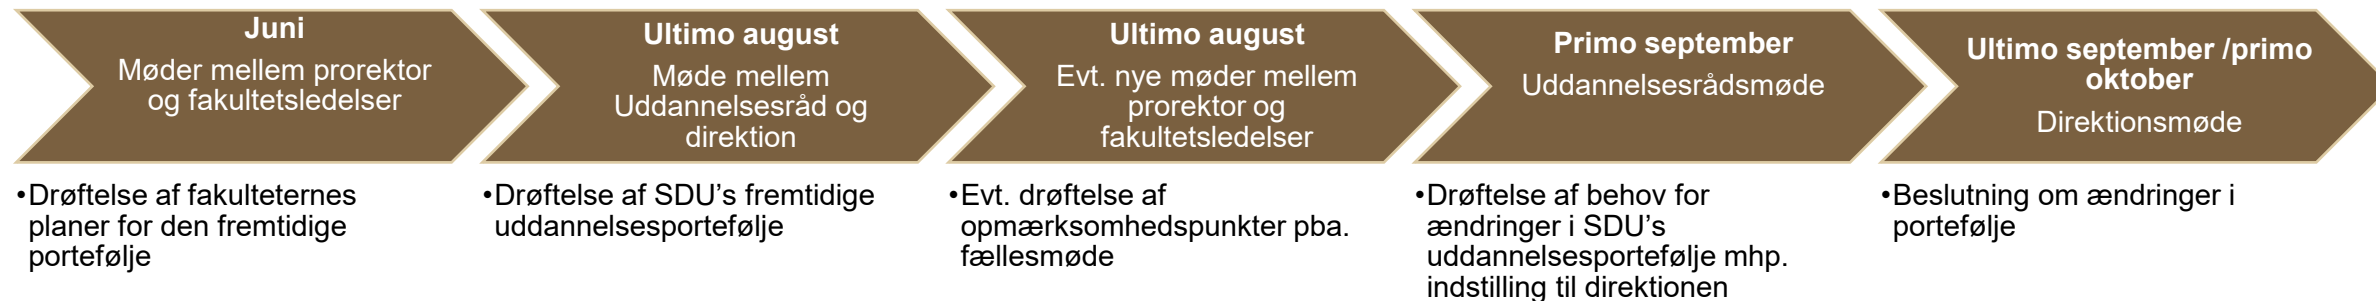 Juni
Møder mellem prorektor
og fakultetsledelser
•Drøftelse af fakulteternes
planer for den fremtidige
portefølje
Ultimo august
Møde mellem
Uddannelsesråd og
direktion
•Drøftelse af SDU’s fremtidige
uddannelsesportefølje
Ultimo august
Evt. nye møder mellem
prorektor og
fakultetsledelser
•Evt. drøftelse af
opmærksomhedspunkter pba.
fællesmøde
Primo september
Uddannelsesrådsmøde
•Drøftelse af behov for
ændringer i SDU’s
uddannelsesportefølje mhp.
indstilling til direktionen
Ultimo september /primo
oktober
Direktionsmøde
•Beslutning om ændringer i
portefølje